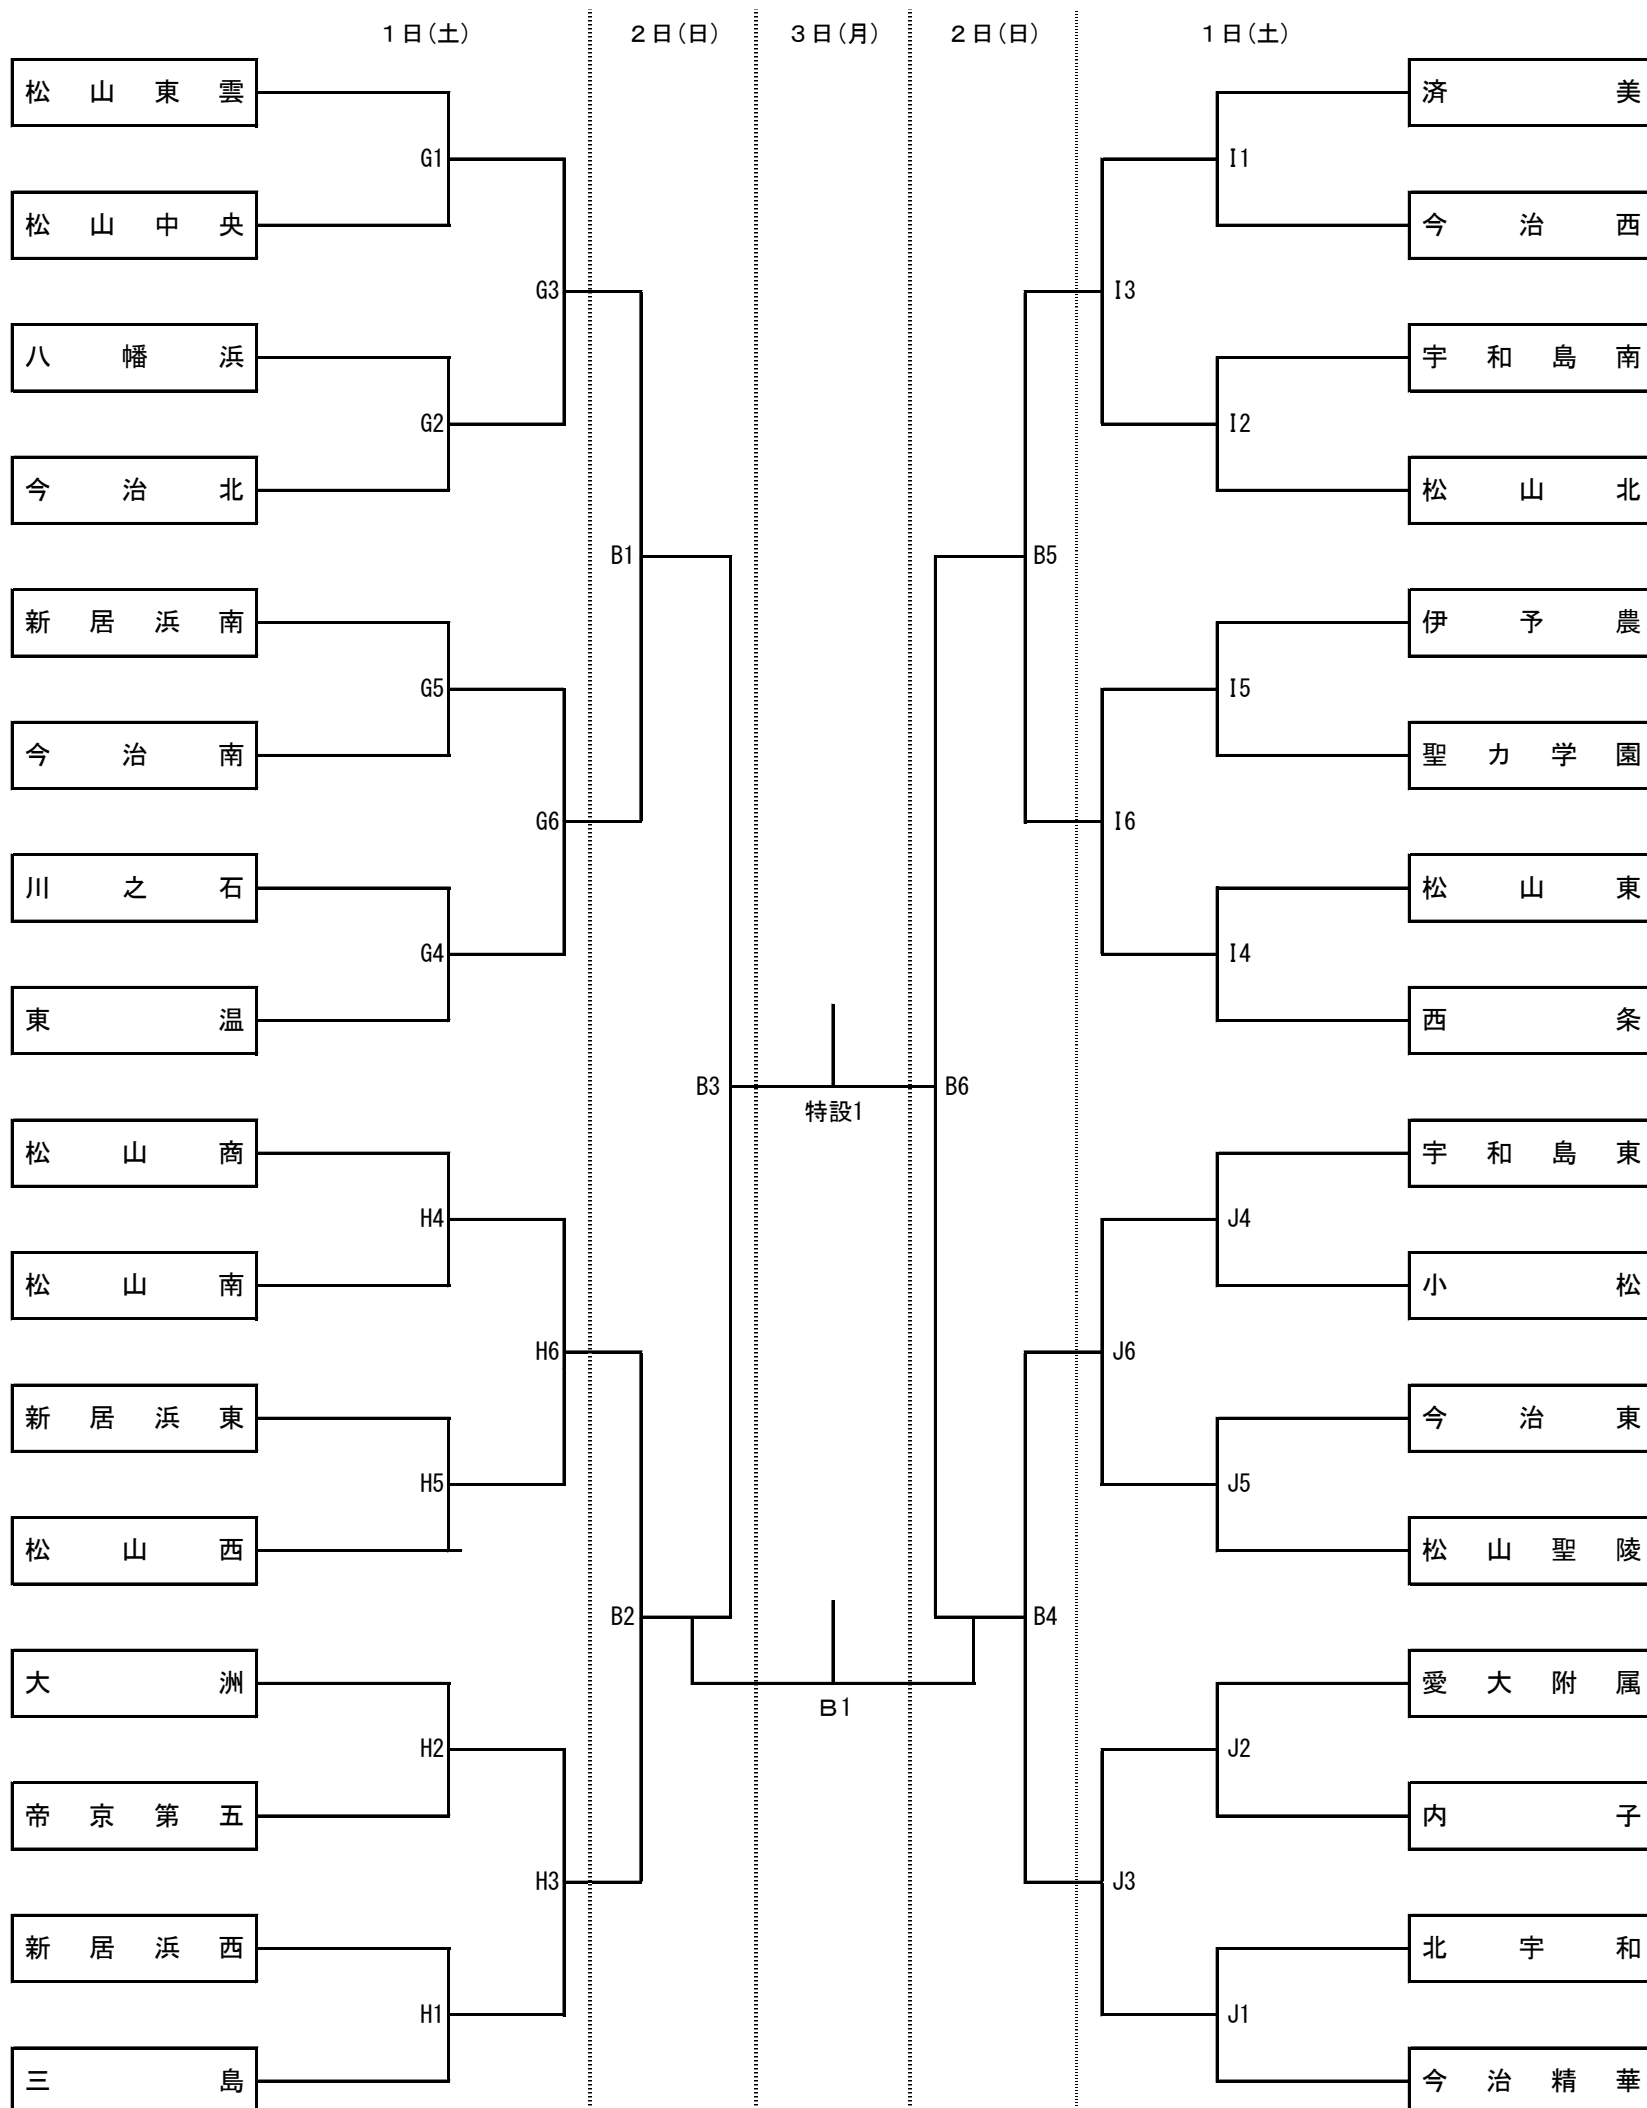 1日(土) 2日(日) 3日(月) 2日(日) 1日(土)
松山東雲 済美
G1 I1
松山中央 今治西
G3 I3
八幡浜 宇和島南
G2 I2
今治北 松山北
B1 B5
新居浜南 伊予農
G5 I5
今治南 聖カ学園
G6 I6
川之石 松山東
G4 I4
東温 西条
B3 B6
特設1
松山商 宇和島東
H4 J4
松山南 小松
H6 J6
新居浜東 今治東
H5 J5
松山西 松山聖陵
B2 B4
大洲 愛大附属
B1
H2 J2
帝京第五 内子
H3 J3
新居浜西 北宇和
H1 J1
三島 今治精華